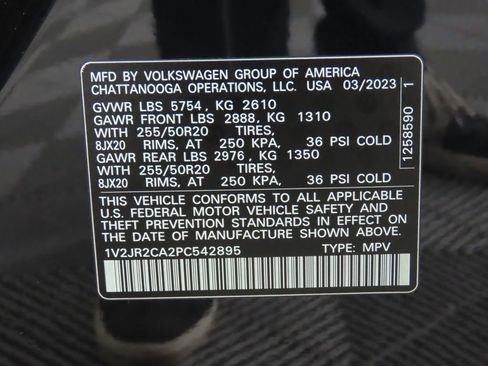 MFD BY VOLKSWAGEN GROUP OF AMERICA
CHATTANOOGA OPERATIONS, LLC. USA 03/2023
GVWR LBS 5754, KG 2610
GAWR FRONT LBS 2888, KG 1310
WITH 255/50R20 TIRES,
8JX20 RIMS, AT 250 KPA, 36 PSI COLD
GAWR REAR LBS 2976, KG 1350
WITH 255/50R20 TIRES,
8JX20 RIMS, AT 250 KPA, 36 PSI COLD
THIS VEHICLE CONFORMS TO ALL APPLICABLE
U.S. FEDERAL MOTOR VEHICLE SAFETY AND
THEFT PREVENTION STANDARDS IN EFFECT ON
THE DATE OF MANUFACTURE SHOWN ABOVE.
1V2JR2CA2PC542895 TYPE: MPV
1258590 1